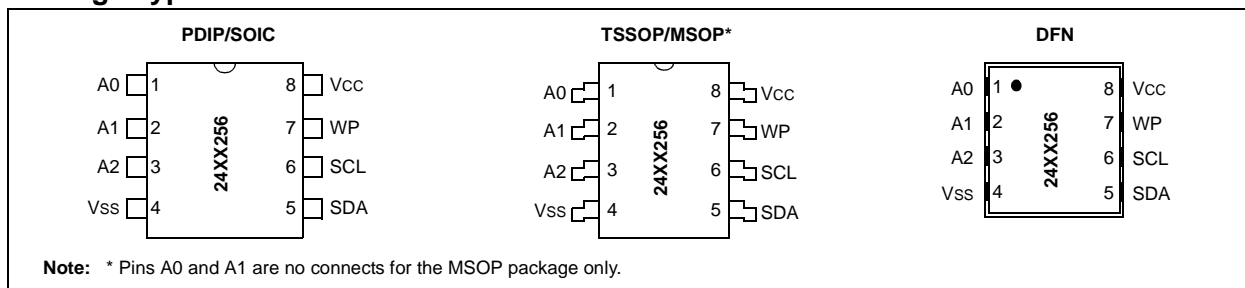 PDIP/SOIC
A0 1 8 VCC
A1 2 7 WP
A2 3 6 SCL
VSS 4 5 SDA
24XX256
TSSOP/MSOP*
A0 1 8 VCC
A1 2 7 WP
A2 3 6 SCL
VSS 4 5 SDA
24XX256
DFN
A0 1 8 VCC
A1 2 7 WP
A2 3 6 SCL
VSS 4 5 SDA
24XX256
Note: * Pins A0 and A1 are no connects for the MSOP package only.